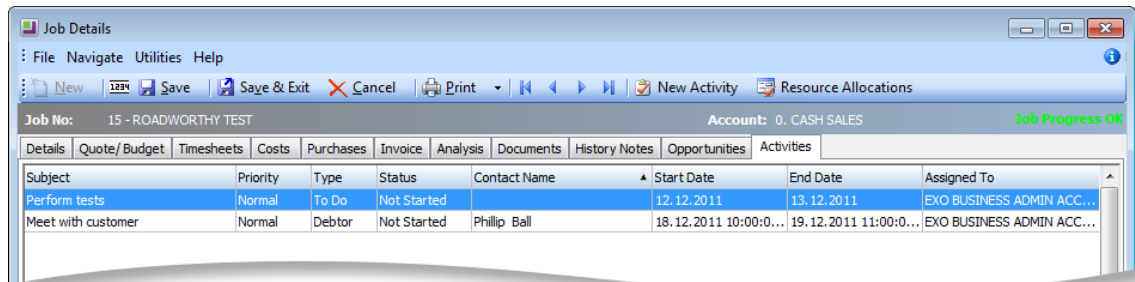 Job Details
File Navigate Utilities Help
New 1234 Save Save & Exit Cancel Print New Activity Resource Allocations
Job No: 15 - ROADWORTHY TEST Account: 0. CASH SALES Job Progress OK
Details Quote/Budget Timesheets Costs Purchases Invoice Analysis Documents History Notes Opportunities Activities
Subject Priority Type Status Contact Name Start Date End Date Assigned To
Perform tests Normal To Do Not Started 12.12.2011 13.12.2011 EXO BUSINESS ADMIN ACC...
Meet with customer Normal Debtor Not Started Phillip Ball 18.12.2011 10:00:0... 19.12.2011 11:00:0... EXO BUSINESS ADMIN ACC...